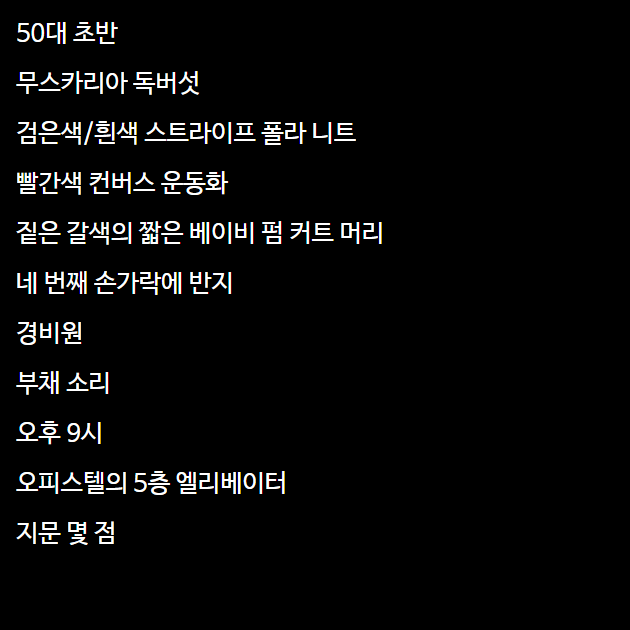 50대 초반
무스카리아 독버섯
검은색/흰색 스트라이프 폴라 니트
빨간색 컨버스 운동화
짙은 갈색의 짧은 베이비 펌 커트 머리
네 번째 손가락에 반지
경비원
부채 소리
오후 9시
오피스텔의 5층 엘리베이터
지문 몇 점